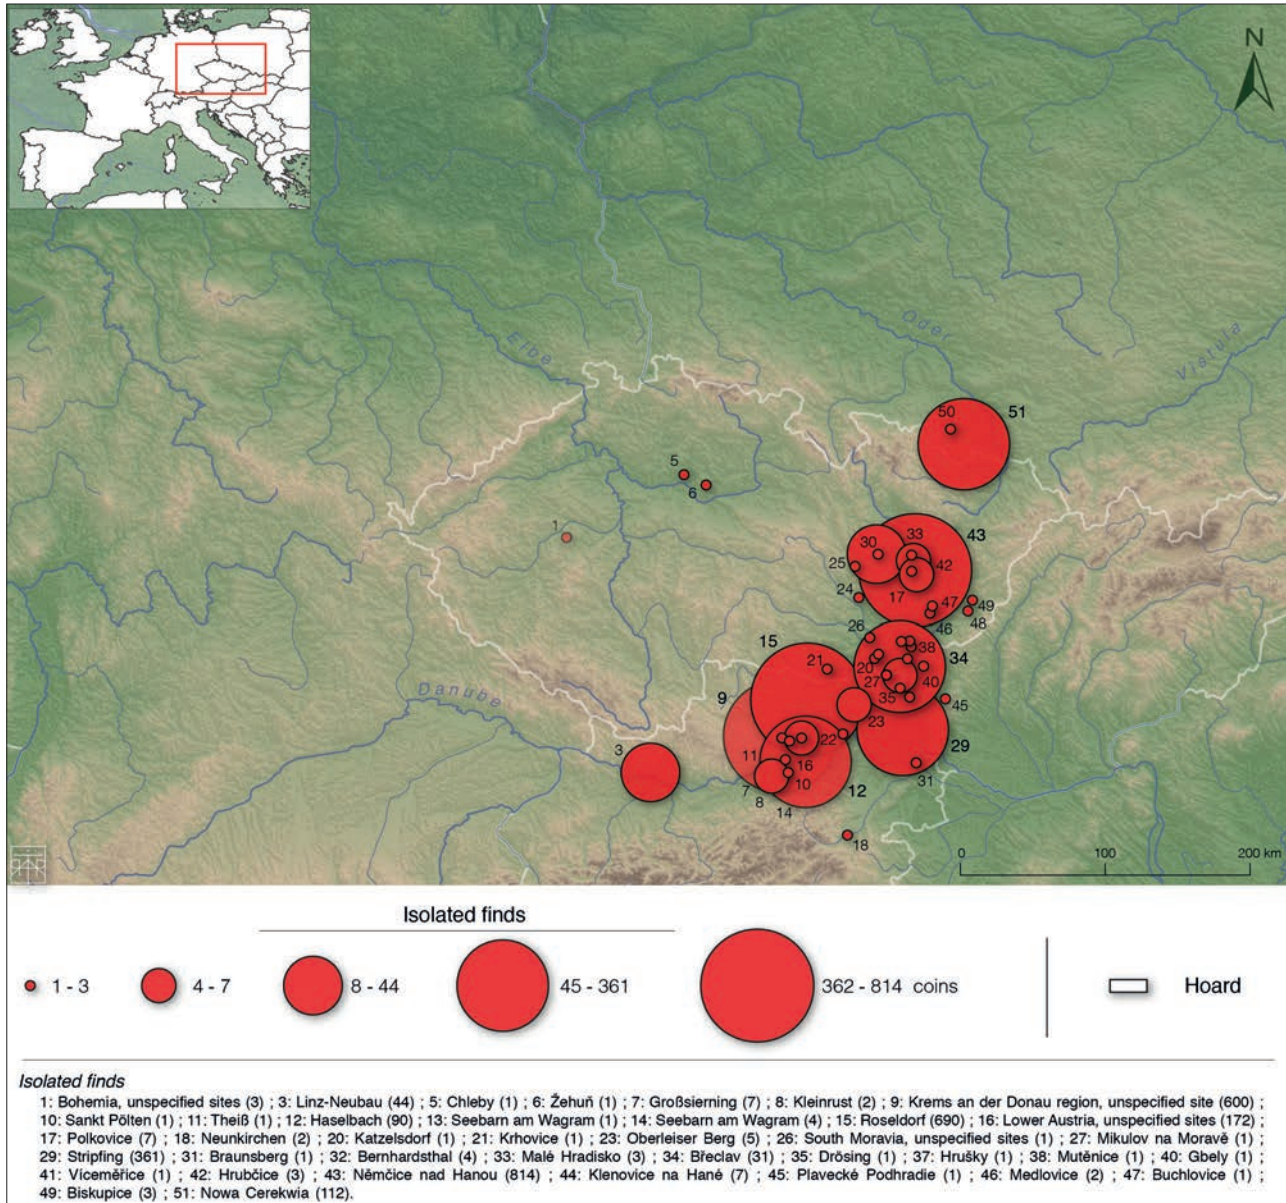 N
Elbe
Oder
Vistula
50
51
5
6
1
33
43
30
25
42
24
17
47
49
46
48
26
15
38
34
21
20
27
40
35
45
9
23
3
22
29
11
16
31
7
10
12
8
14
18
Danube
0 100 200 km
Isolated finds
1 - 3
4 - 7
8 - 44
45 - 361
362 - 814 coins
Hoard
Isolated finds
1: Bohemia, unspecified sites (3) ; 3: Linz-Neubau (44) ; 5: Chleby (1) ; 6: Žehuň (1) ; 7: Großsierning (7) ; 8: Kleinrust (2) ; 9: Krems an der Donau region, unspecified site (600) ;
10: Sankt Pölten (1) ; 11: Theiß (1) ; 12: Haselbach (90) ; 13: Seebarn am Wagram (1) ; 14: Seebarn am Wagram (4) ; 15: Roseldorf (690) ; 16: Lower Austria, unspecified sites (172) ;
17: Polkovice (7) ; 18: Neunkirchen (2) ; 20: Katzelsdorf (1) ; 21: Krhovice (1) ; 23: Oberleiser Berg (5) ; 26: South Moravia, unspecified sites (1) ; 27: Mikulov na Moravě (1) ;
29: Stripfing (361) ; 31: Braunsberg (1) ; 32: Bernhardsthal (4) ; 33: Malé Hradisko (3) ; 34: Břeclav (31) ; 35: Drösing (1) ; 37: Hrušky (1) ; 38: Mutěnice (1) ; 40: Gbely (1) ;
41: Víceměřice (1) ; 42: Hrubčice (3) ; 43: Němčice nad Hanou (814) ; 44: Klenovice na Hané (7) ; 45: Plavecké Podhradie (1) ; 46: Medlovice (2) ; 47: Buchlovice (1) ;
49: Biskupice (3) ; 51: Nowa Cerekwia (112).